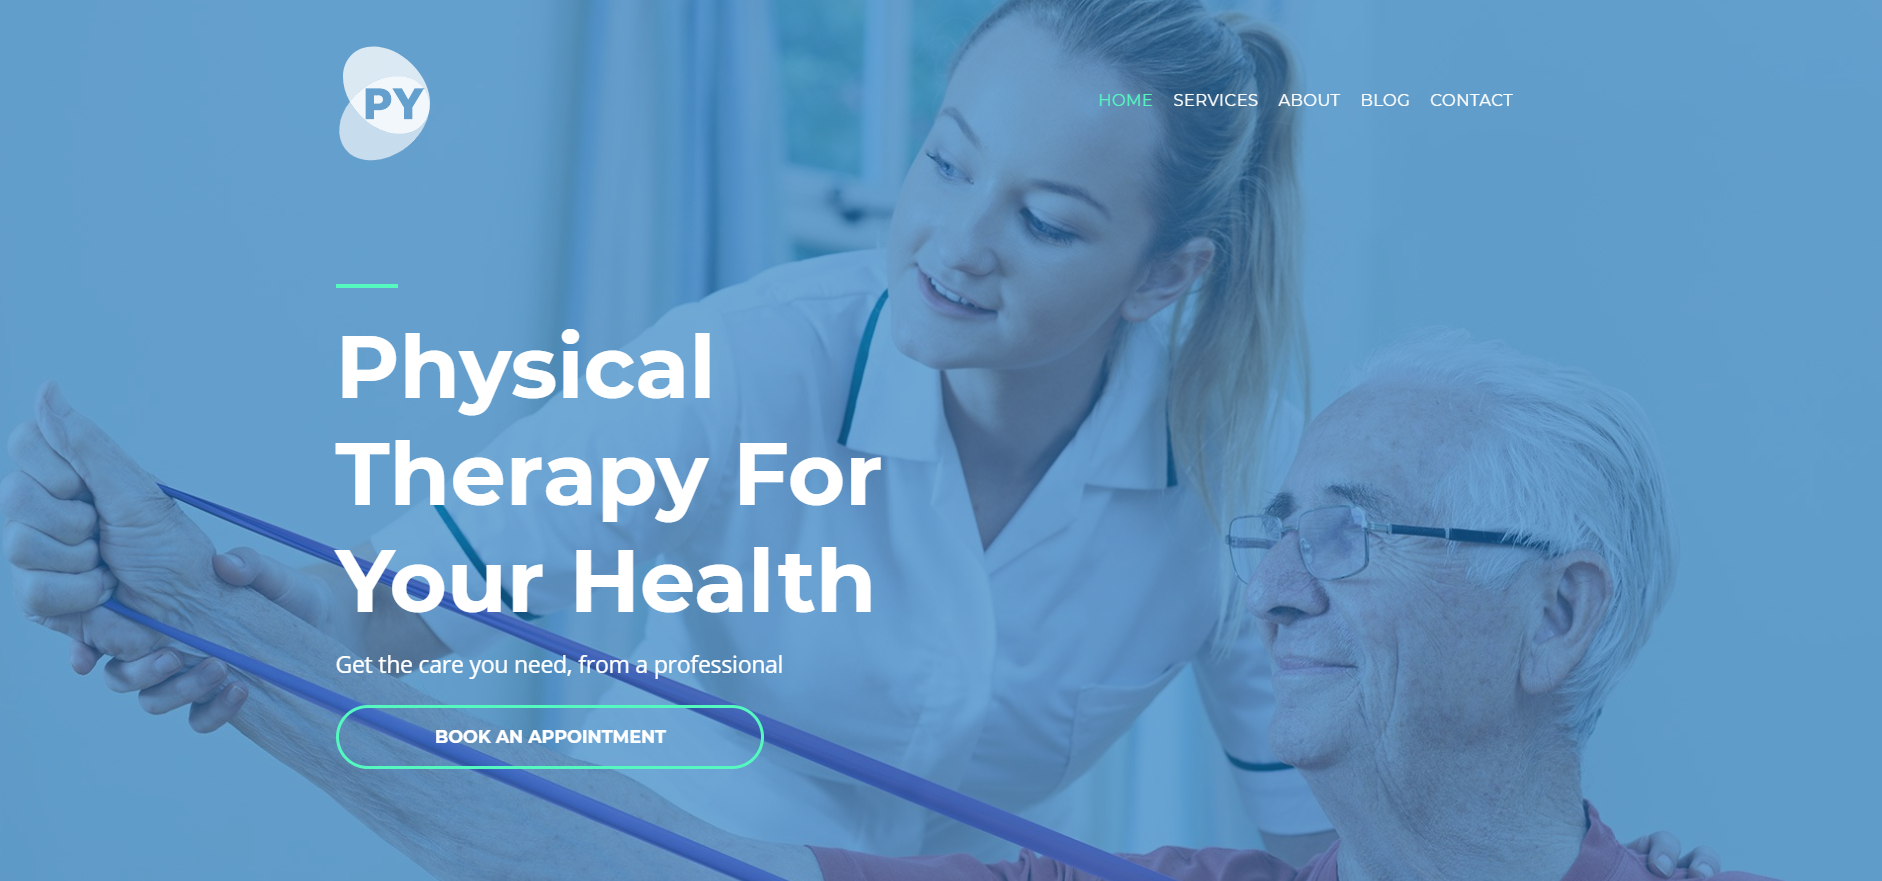 PY
HOME SERVICES ABOUT BLOG CONTACT
Physical
Therapy For
Your Health
Get the care you need, from a professional
BOOK AN APPOINTMENT